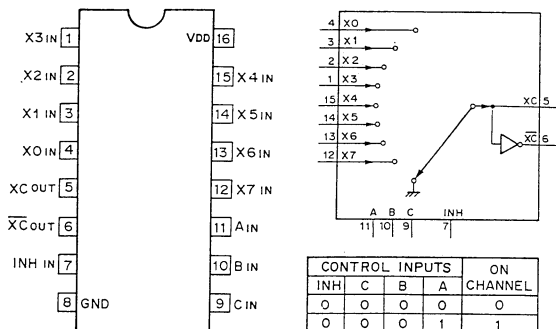 X3 IN 1
X2 IN 2
X1 IN 3
X0 IN 4
XC OUT 5
X̅C̅ OUT 6
INH IN 7
8 GND
VDD 16
15 X4 IN
14 X5 IN
13 X6 IN
12 X7 IN
11 A IN
10 B IN
9 C IN
4 X0
3 X1
2 X2
1 X3
15 X4
14 X5
13 X6
12 X7
XC 5
X̅C̅ 6
A B C INH
11 10 9 7
CONTROL INPUTS ON CHANNEL
INH C B A
0 0 0 0 0
0 0 0 1 1